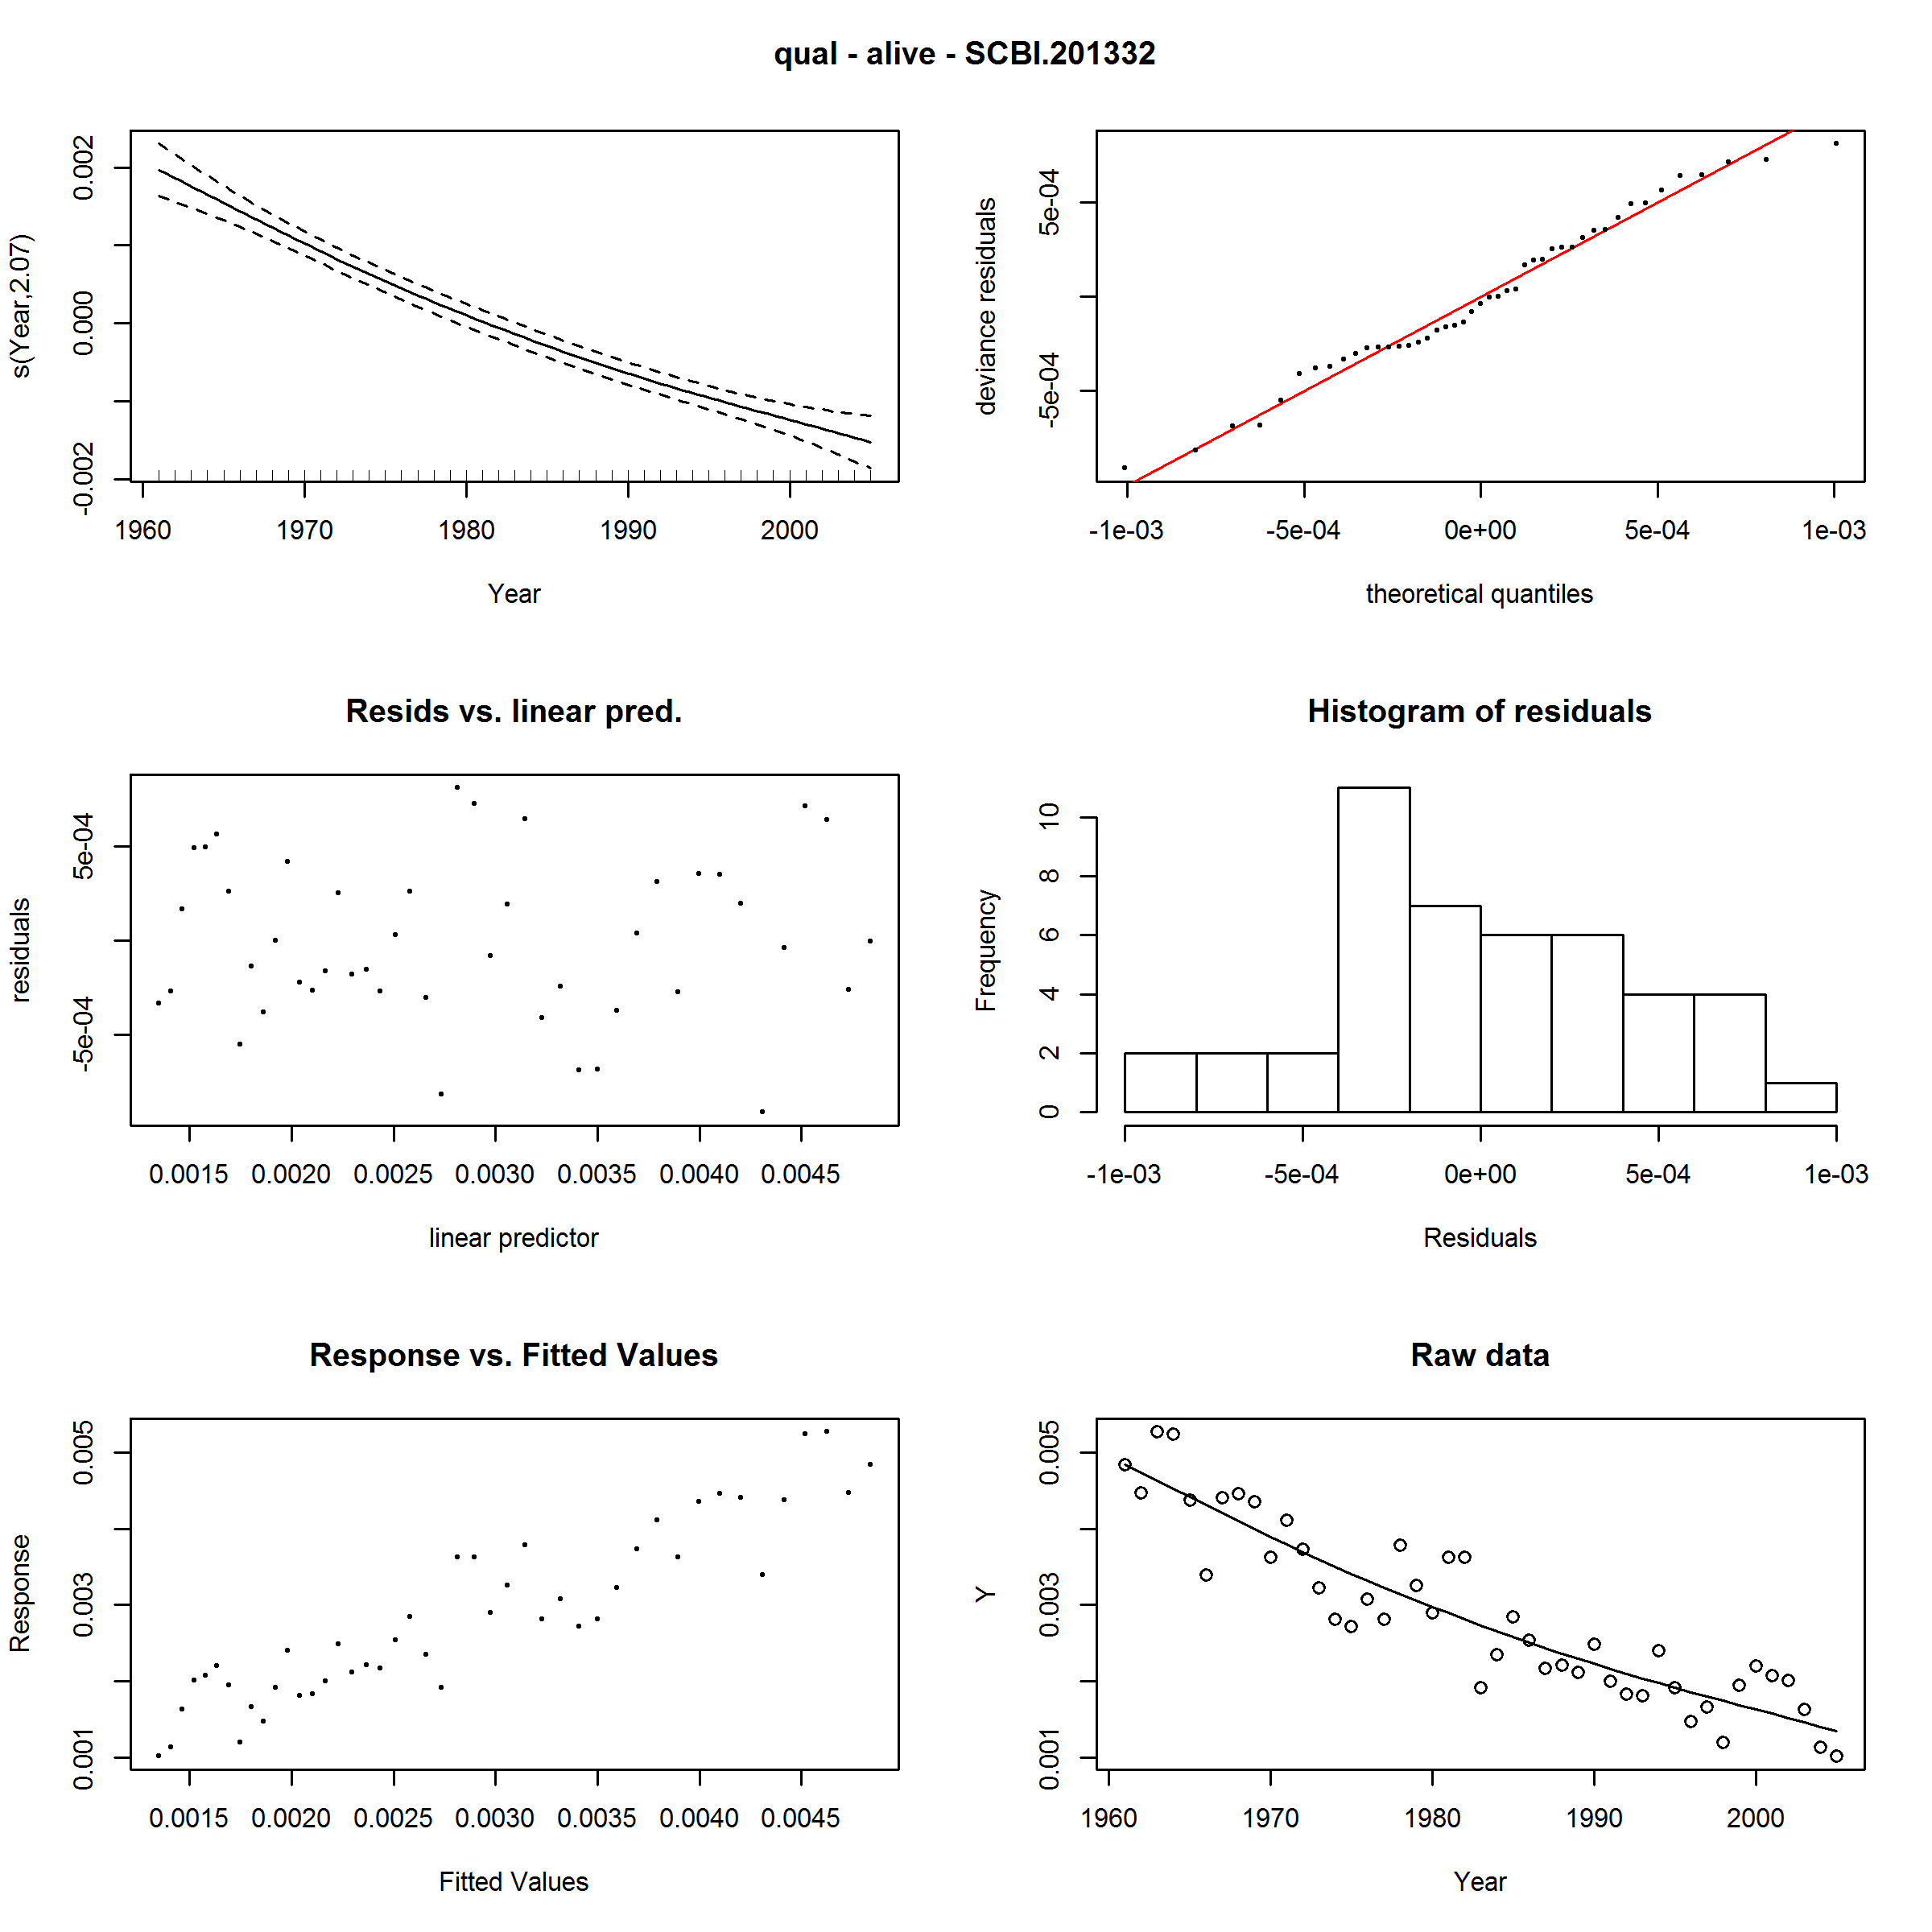 qual - alive - SCBI.201332
s(Year,2.07)
0.002
0.000
-0.002
1960 1970 1980 1990 2000
Year
deviance residuals
5e-04
-5e-04
-1e-03 -5e-04 0e+00 5e-04 1e-03
theoretical quantiles
Resids vs. linear pred.
residuals
5e-04
-5e-04
0.0015 0.0020 0.0025 0.0030 0.0035 0.0040 0.0045
linear predictor
Histogram of residuals
Frequency
10
8
6
4
2
0
-1e-03 -5e-04 0e+00 5e-04 1e-03
Residuals
Response vs. Fitted Values
Response
0.005
0.003
0.001
0.0015 0.0020 0.0025 0.0030 0.0035 0.0040 0.0045
Fitted Values
Raw data
Y
0.005
0.003
0.001
1960 1970 1980 1990 2000
Year